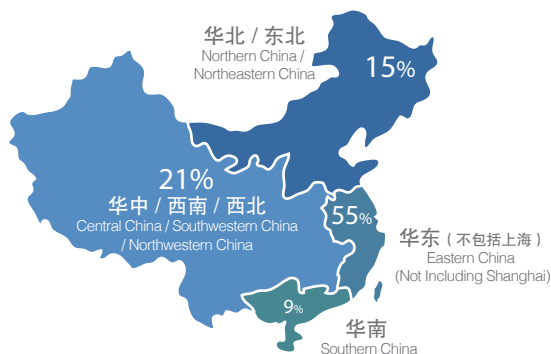 华北 / 东北
Northern China /
Northeastern China
15%
21%
华中 / 西南 / 西北
Central China / Southwestern China
/ Northwestern China
55%
华东 ( 不包括上海 )
Eastern China
(Not Including Shanghai)
9%
华南
Southern China